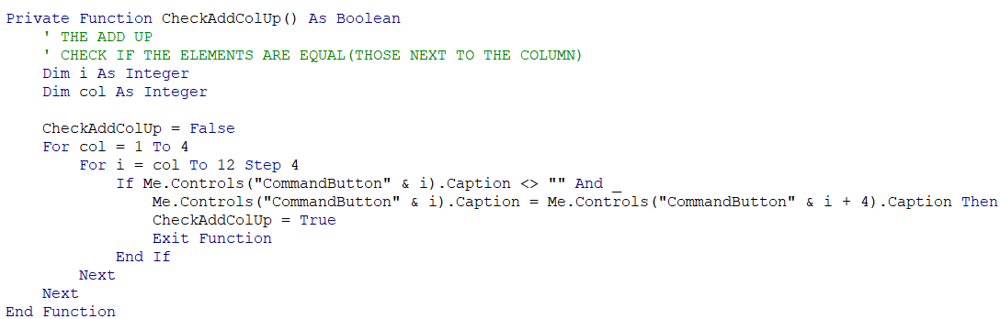 Private Function CheckAddColUp() As Boolean
    ' THE ADD UP
    ' CHECK IF THE ELEMENTS ARE EQUAL(THOSE NEXT TO THE COLUMN)
    Dim i As Integer
    Dim col As Integer

    CheckAddColUp = False
    For col = 1 To 4
        For i = col To 12 Step 4
            If Me.Controls("CommandButton" & i).Caption <> "" And _
                Me.Controls("CommandButton" & i).Caption = Me.Controls("CommandButton" & i + 4).Caption Then
                CheckAddColUp = True
                Exit Function
            End If
        Next
    Next
End Function